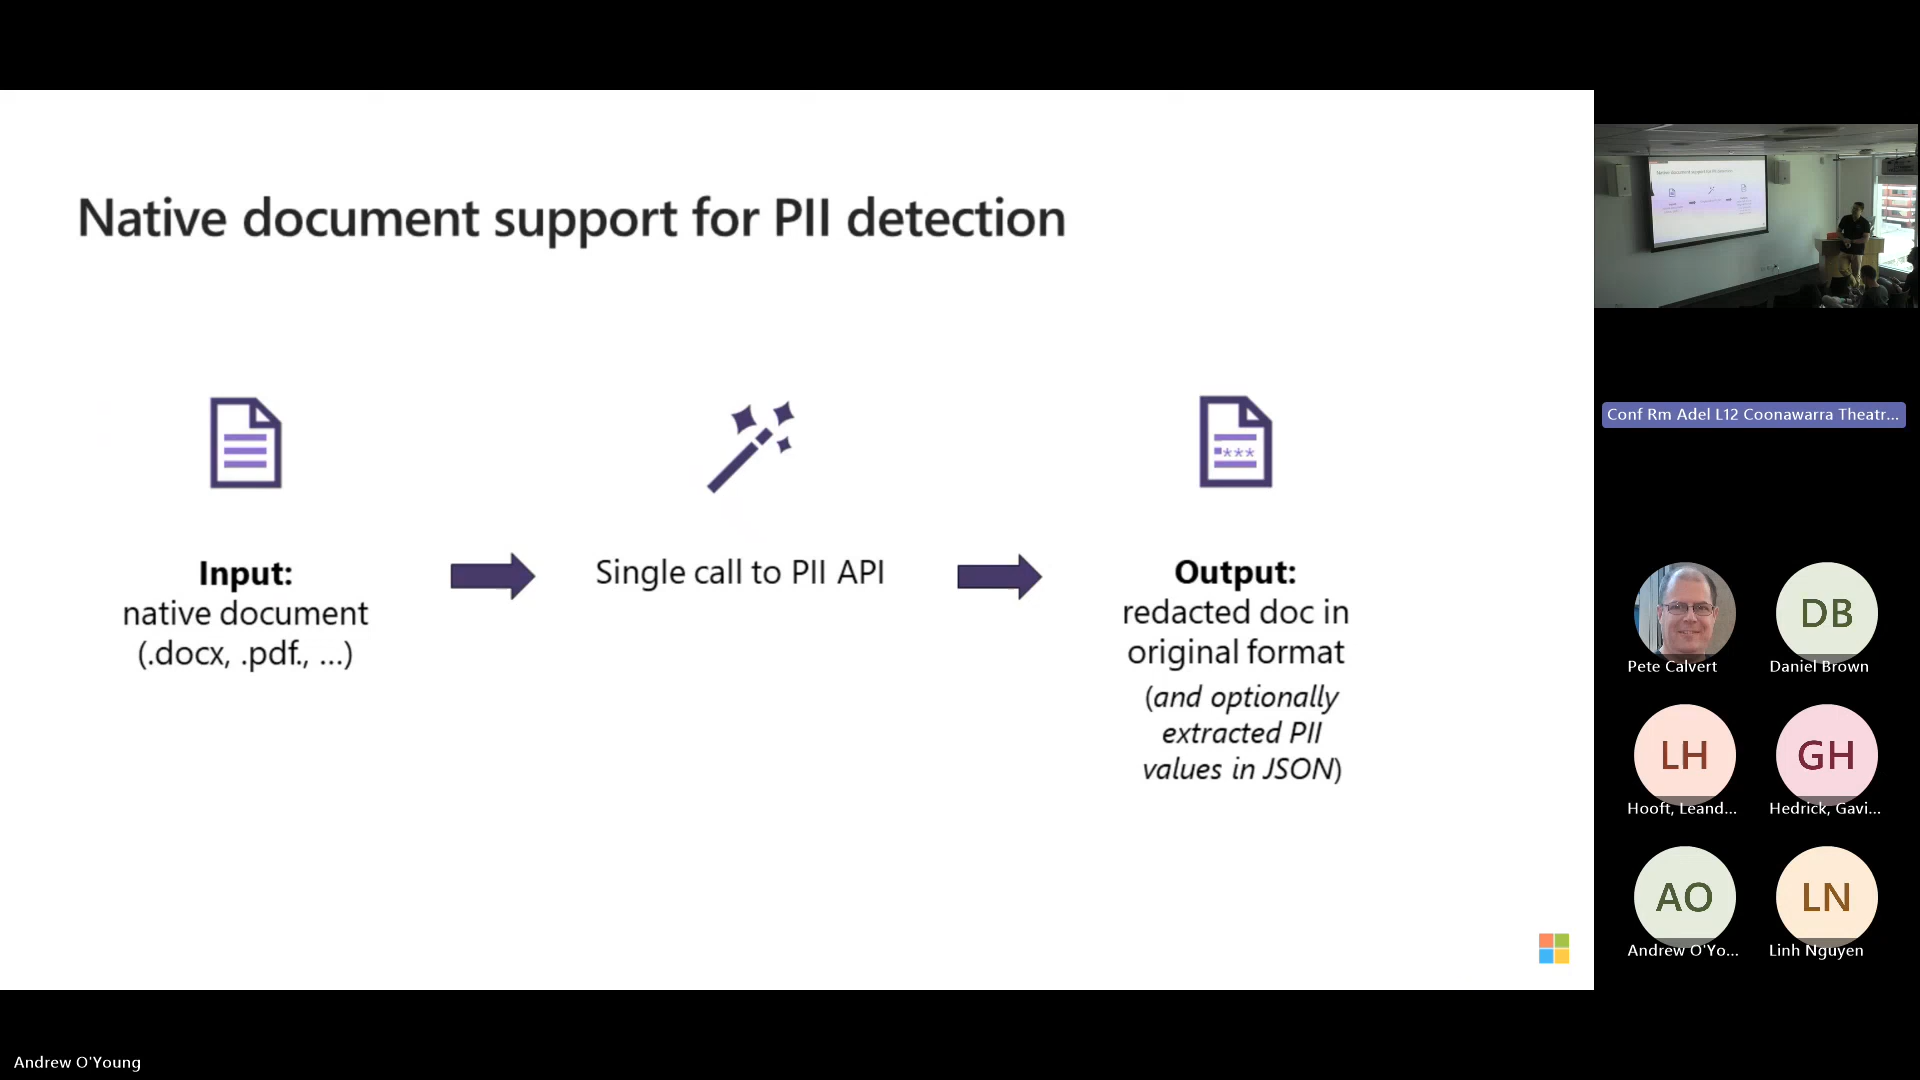 Native document support for PII detection
Input:
native document
(.docx, .pdf., ...)
Single call to PII API
***
Output:
redacted doc in
original format
(and optionally
extracted PII
values in JSON)
Conf Rm Adel L12 Coonawarra Theatr...
Pete Calvert
DB
Daniel Brown
LH
Hooft, Leand...
GH
Hedrick, Gavi...
AO
Andrew O'Yo...
LN
Linh Nguyen
Andrew O'Young